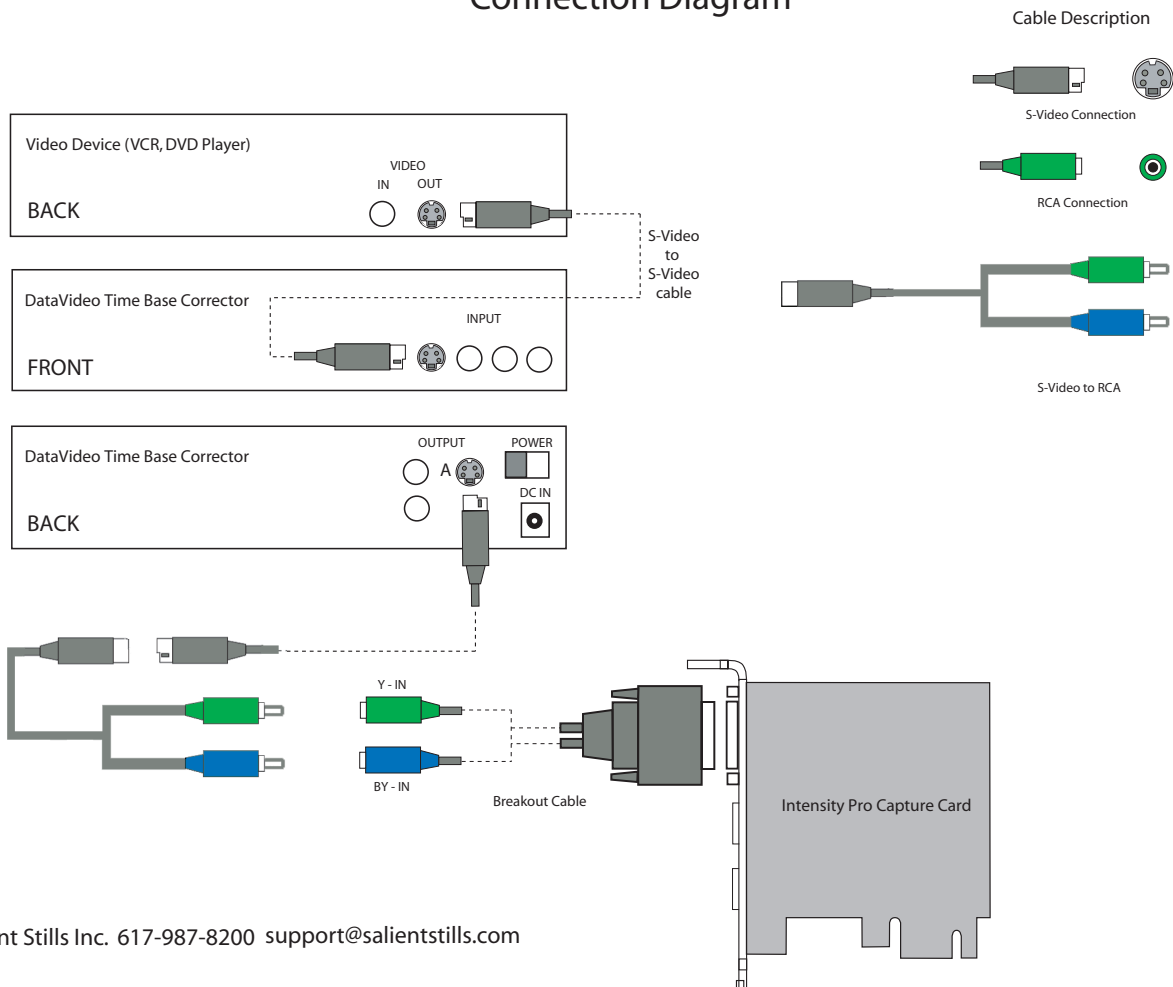 Connection Diagram
Cable Description
S-Video Connection
RCA Connection
S-Video to RCA
Video Device (VCR, DVD Player)
VIDEO
IN OUT
BACK
S-Video
to
S-Video
cable
DataVideo Time Base Corrector
INPUT
FRONT
DataVideo Time Base Corrector
OUTPUT POWER
A
DC IN
BACK
Y - IN
BY - IN
Breakout Cable
Intensity Pro Capture Card
Stills Inc. 617-987-8200 support@salientstills.com